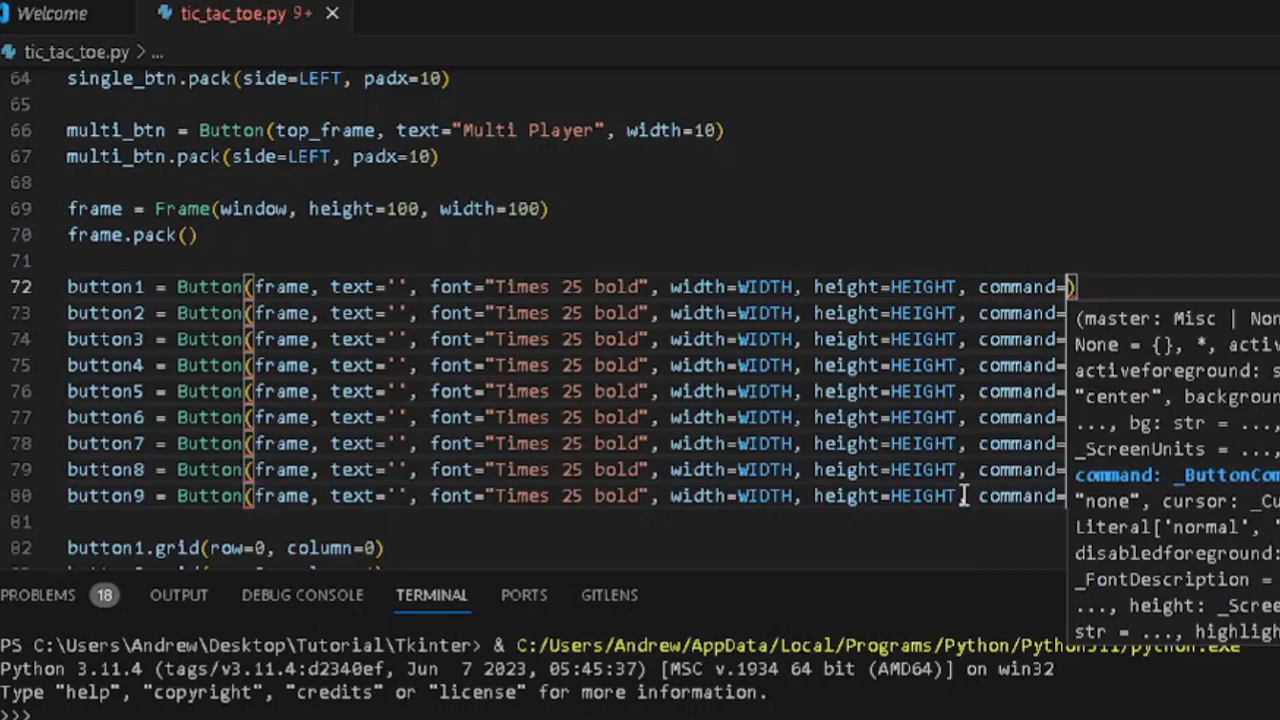 Welcome
tic_tac_toe.py 9+
tic_tac_toe.py > ...
64 single_btn.pack(side=LEFT, padx=10)
65
66 multi_btn = Button(top_frame, text="Multi Player", width=10)
67 multi_btn.pack(side=LEFT, padx=10)
68
69 frame = Frame(window, height=100, width=100)
70 frame.pack()
71
72 button1 = Button(frame, text='', font="Times 25 bold", width=WIDTH, height=HEIGHT, command=)
73 button2 = Button(frame, text='', font="Times 25 bold", width=WIDTH, height=HEIGHT, command=
74 button3 = Button(frame, text='', font="Times 25 bold", width=WIDTH, height=HEIGHT, command=
75 button4 = Button(frame, text='', font="Times 25 bold", width=WIDTH, height=HEIGHT, command=
76 button5 = Button(frame, text='', font="Times 25 bold", width=WIDTH, height=HEIGHT, command=
77 button6 = Button(frame, text='', font="Times 25 bold", width=WIDTH, height=HEIGHT, command=
78 button7 = Button(frame, text='', font="Times 25 bold", width=WIDTH, height=HEIGHT, command=
79 button8 = Button(frame, text='', font="Times 25 bold", width=WIDTH, height=HEIGHT, command=
80 button9 = Button(frame, text='', font="Times 25 bold", width=WIDTH, height=HEIGHT, command=
81
82 button1.grid(row=0, column=0)
(master: Misc | Non
None = {}, *, activ
activeforeground: s
"center", backgroun
..., bg: str = ...,
_ScreenUnits = ...,
command: _ButtonCom
"none", cursor: _Cu
Literal['normal', '
disabledforeground:
_FontDescription =
..., height: _Scree
str = ..., highligh
PROBLEMS 18 OUTPUT DEBUG CONSOLE TERMINAL PORTS GITLENS
PS C:\Users\Andrew\Desktop\Tutorial\Tkinter> & C:/Users/Andrew/AppData/Local/Programs/Python/Python311/python.exe
Python 3.11.4 (tags/v3.11.4:d2340ef, Jun 7 2023, 05:45:37) [MSC v.1934 64 bit (AMD64)] on win32
Type "help", "copyright", "credits" or "license" for more information.
>>>